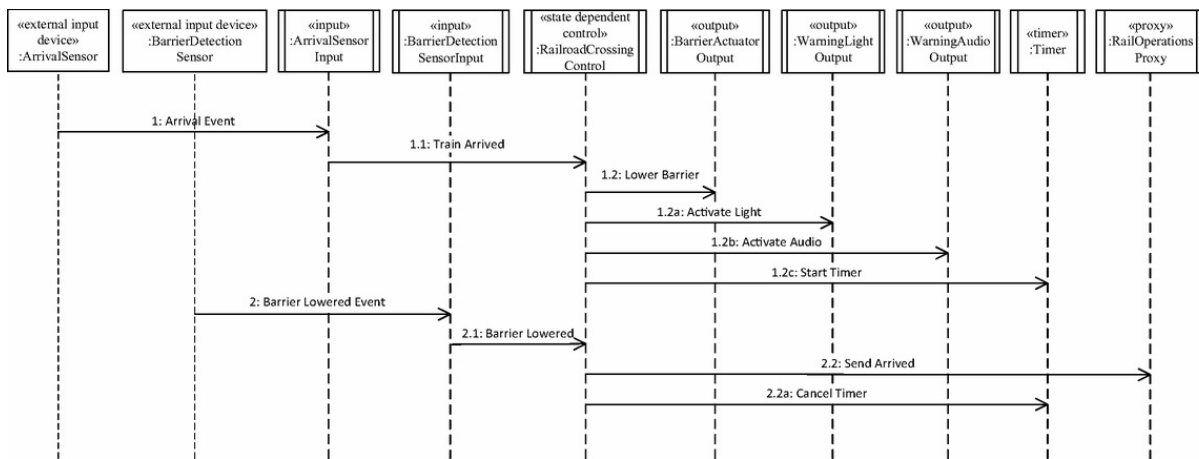 «external input
device»
:ArrivalSensor
«external input device»
:BarrierDetection
Sensor
«input»
:ArrivalSensor
Input
«input»
:BarrierDetection
SensorInput
«state dependent
control»
:RailroadCrossing
Control
«output»
:BarrierActuator
Output
«output»
:WarningLight
Output
«output»
:WarningAudio
Output
«timer»
:Timer
«proxy»
:RailOperations
Proxy
1: Arrival Event
1.1: Train Arrived
1.2: Lower Barrier
1.2a: Activate Light
1.2b: Activate Audio
1.2c: Start Timer
2: Barrier Lowered Event
2.1: Barrier Lowered
2.2: Send Arrived
2.2a: Cancel Timer